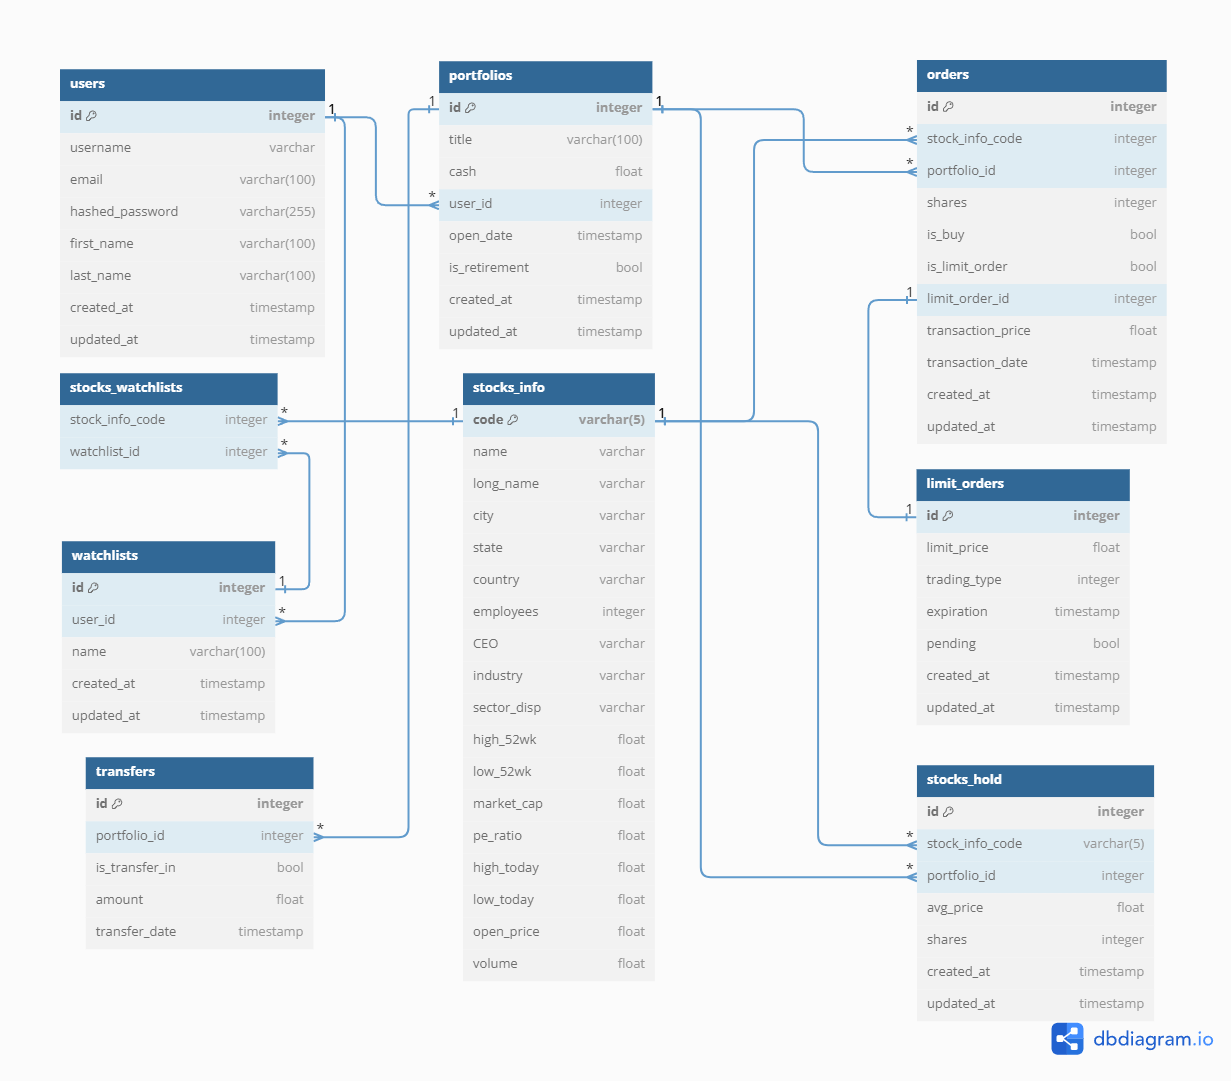 users
id integer
username varchar
email varchar(100)
hashed_password varchar(255)
first_name varchar(100)
last_name varchar(100)
created_at timestamp
updated_at timestamp
1
portfolios
1
id integer
1
title varchar(100)
cash float
*
user_id integer
open_date timestamp
is_retirement bool
created_at timestamp
updated_at timestamp
orders
id integer
*
stock_info_code integer
*
portfolio_id integer
shares integer
is_buy bool
is_limit_order bool
1
limit_order_id integer
transaction_price float
transaction_date timestamp
created_at timestamp
updated_at timestamp
stocks_watchlists
stock_info_code integer
*
watchlist_id integer
*
stocks_info
1
code varchar(5)
1
name varchar
long_name varchar
city varchar
state varchar
country varchar
employees integer
CEO varchar
industry varchar
sector_disp varchar
high_52wk float
low_52wk float
market_cap float
pe_ratio float
high_today float
low_today float
open_price float
volume float
limit_orders
1
id integer
limit_price float
trading_type integer
expiration timestamp
pending bool
created_at timestamp
updated_at timestamp
watchlists
id integer
1
user_id integer
*
name varchar(100)
created_at timestamp
updated_at timestamp
transfers
id integer
portfolio_id integer
*
is_transfer_in bool
amount float
transfer_date timestamp
stocks_hold
id integer
*
stock_info_code varchar(5)
*
portfolio_id integer
avg_price float
shares integer
created_at timestamp
updated_at timestamp
dbdiagram.io